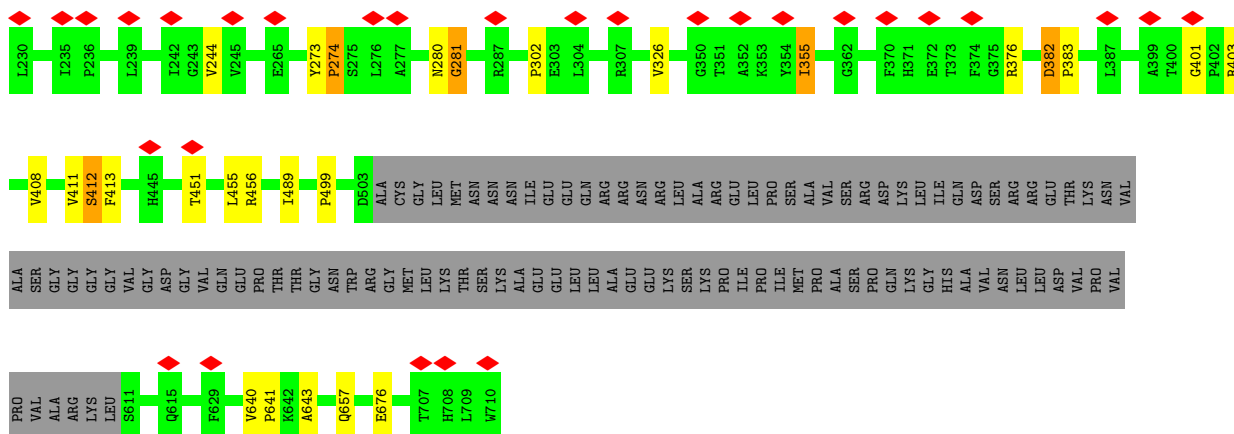 L230 I235 P236 L239 I242 G243 V244 V245 E265 Y273 P274 S275 L276 A277 N280 G281 R287 P302 E303 L304 R307 V326 G350 T351 A352 K353 Y354 I355 G362 F370 H371 E372 T373 F374 G375 R376 D382 P383 L387 A399 T400 G401 P402 R403
V408 V411 S412 F413 H445 T451 L455 R456 I489 P499 D503 ALA CYS GLY LEU MET ASN ASN ASN ILE GLU GLU GLN ARG ARG ASN ARG LEU ALA ARG GLU LEU PRO SER ALA VAL SER ARG ASP LYS LEU ILE GLN ASP SER ARG ARG GLU THR LYS ASN VAL
ALA SER GLY GLY GLY GLY VAL GLY ASP GLY VAL GLN GLU PRO THR THR GLY ASN TRP ARG GLY MET LEU LYS THR SER LYS ALA GLU GLU LEU LEU ALA GLU GLU LYS SER LYS PRO ILE PRO ILE MET PRO ALA SER PRO GLN LYS GLY HIS ALA VAL ASN LEU LEU ASP VAL PRO VAL
PRO VAL ALA ARG LYS LEU S611 Q615 F629 V640 P641 K642 A643 Q657 E676 T707 H708 L709 W710